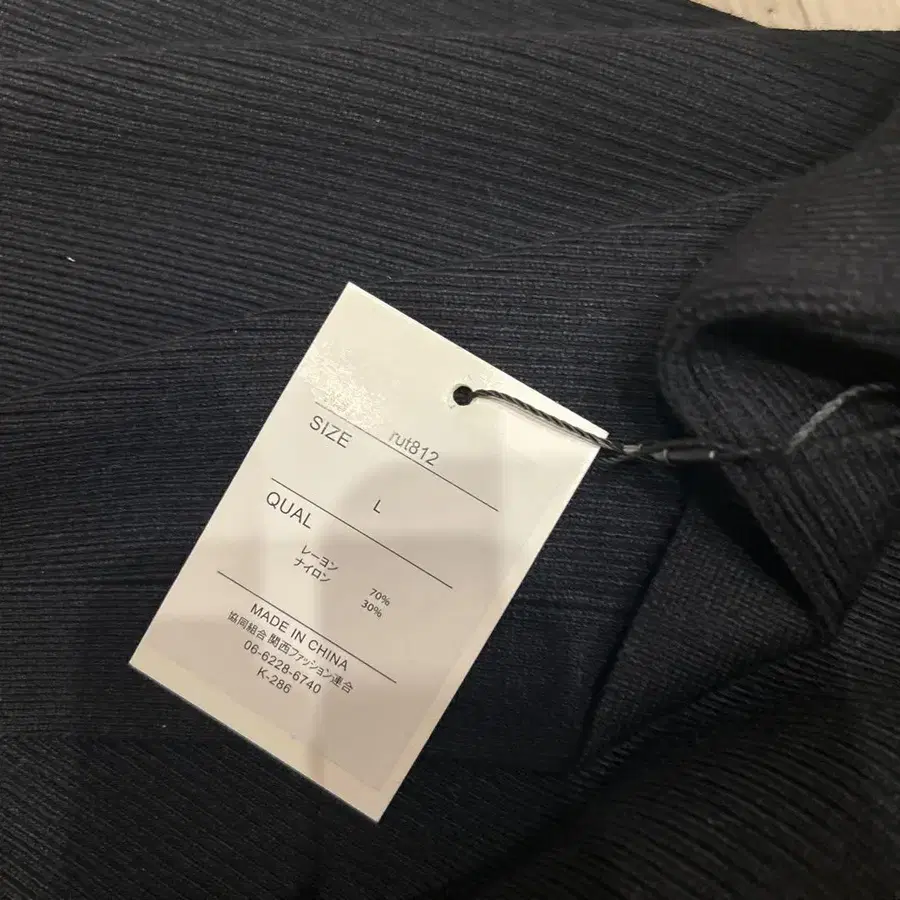 rut812
SIZE
L
QUAL
レーヨン 70%
ナイロン 30%
MADE IN CHINA
協同組合 関西ファッション連合
06-6228-6740
K-286